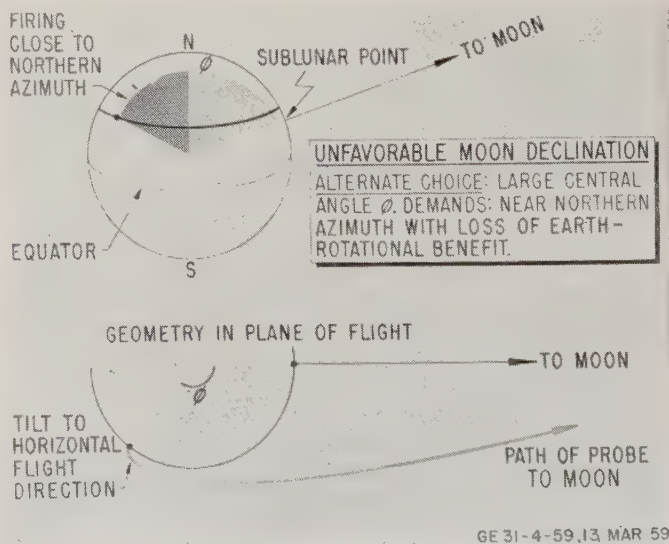 FIRING
CLOSE TO
NORTHERN
AZIMUTH
N
φ
SUBLUNAR POINT
TO MOON
UNFAVORABLE MOON DECLINATION
ALTERNATE CHOICE: LARGE CENTRAL
ANGLE φ. DEMANDS: NEAR NORTHERN
AZIMUTH WITH LOSS OF EARTH-
ROTATIONAL BENEFIT.
EQUATOR
S
GEOMETRY IN PLANE OF FLIGHT
TO MOON
φ
TILT TO
HORIZONTAL
FLIGHT
DIRECTION
PATH OF PROBE
TO MOON
GE 31-4-59, 13 MAR 59